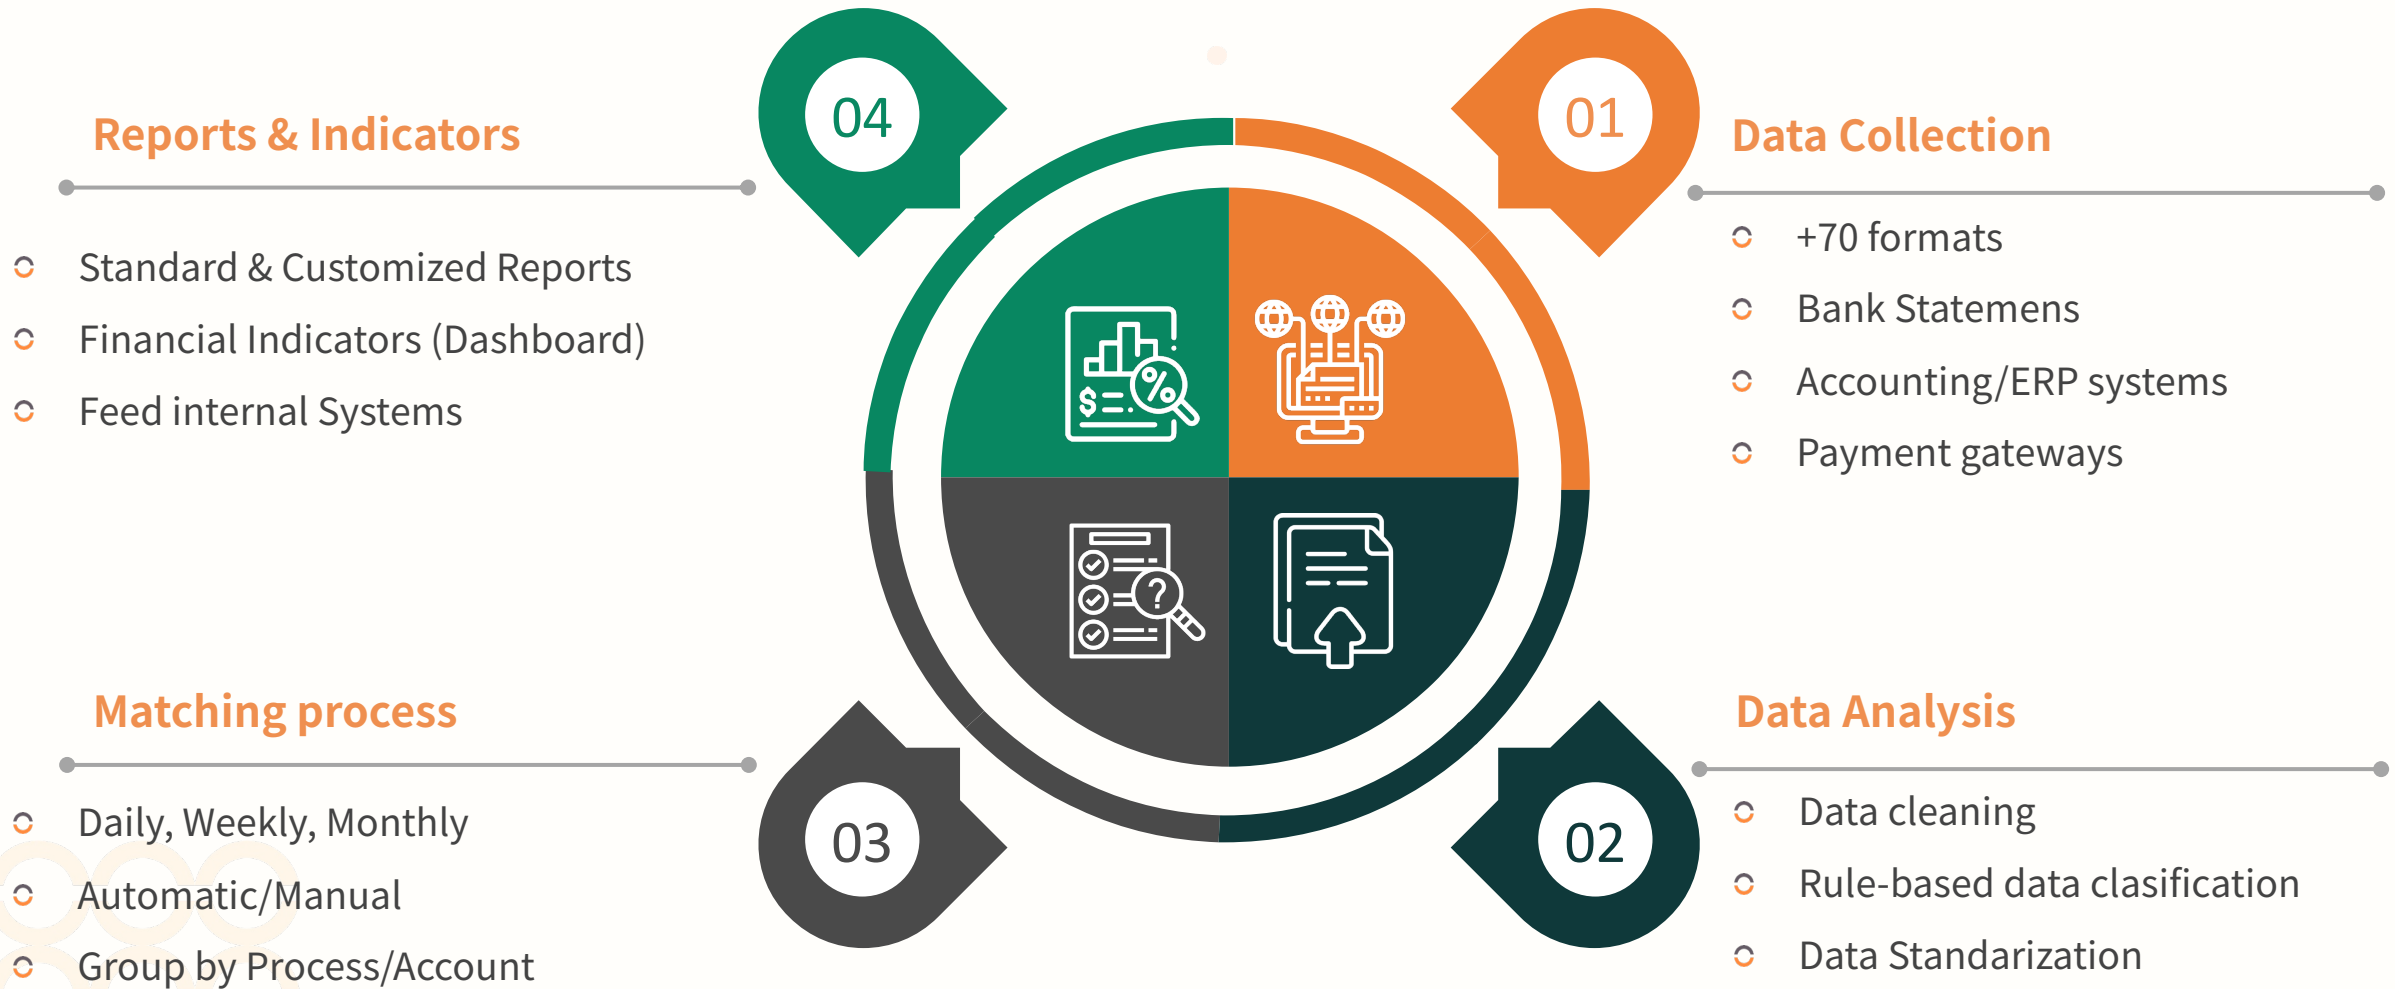 01
Data Collection
+70 formats
Bank Statemens
Accounting/ERP systems
Payment gateways
02
Data Analysis
Data cleaning
Rule-based data clasification
Data Standarization
03
Matching process
Daily, Weekly, Monthly
Automatic/Manual
Group by Process/Account
04
Reports & Indicators
Standard & Customized Reports
Financial Indicators (Dashboard)
Feed internal Systems
$
%
?